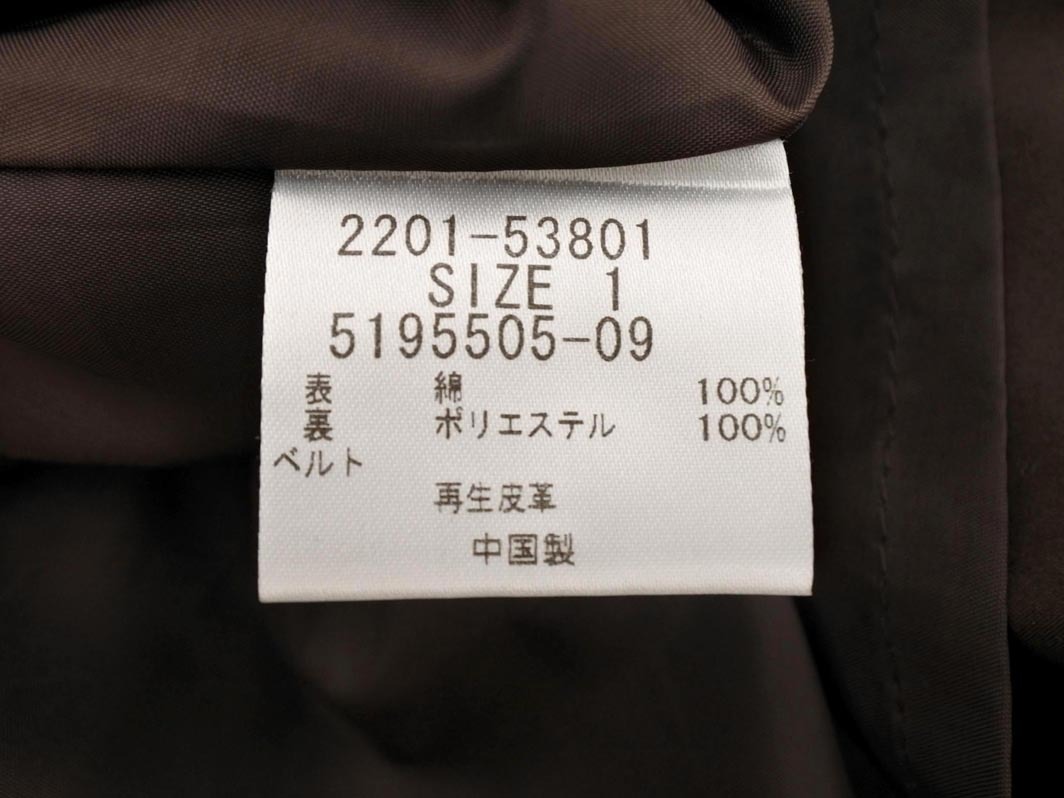 2201-53801
SIZE 1
5195505-09
表 綿 100%
裏 ポリエステル 100%
ベルト
再生皮革
中国製